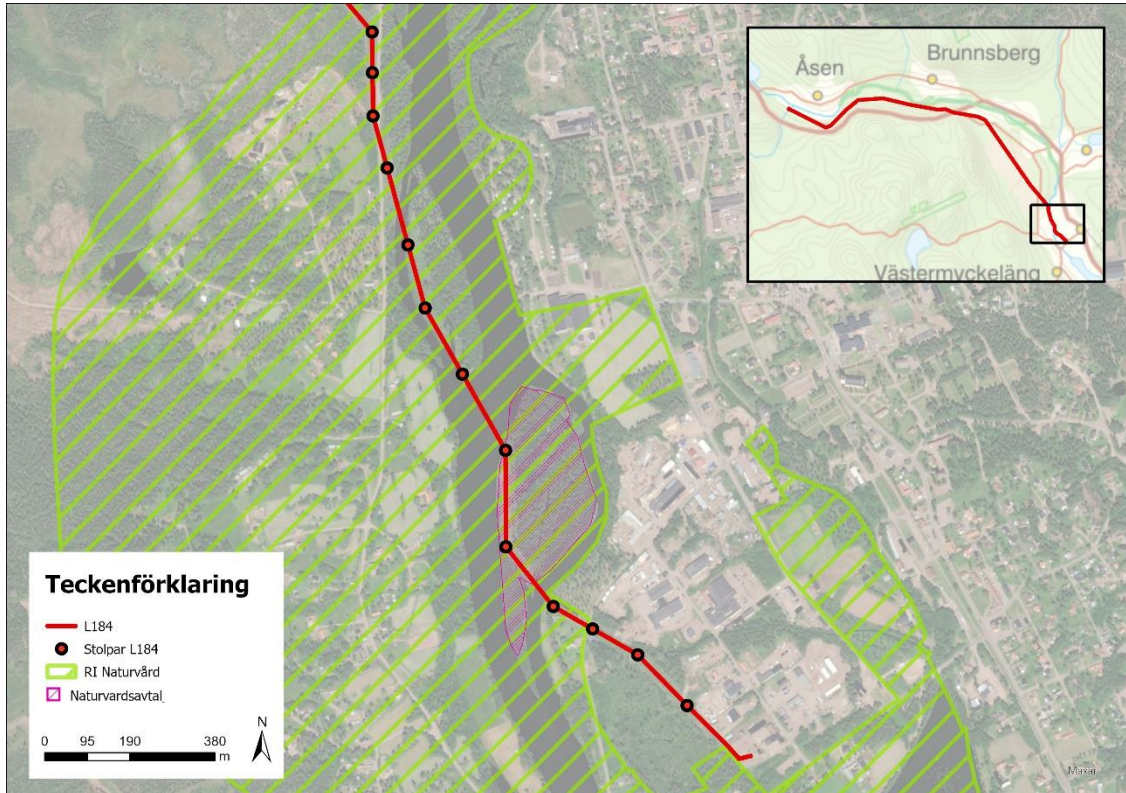 Brunnsberg
Åsen
Västermyckeläng
Teckenförklaring
L184
Stolpar L184
RI Naturvård
Naturvardsavtal
0 95 190 380
m
N
Maxar